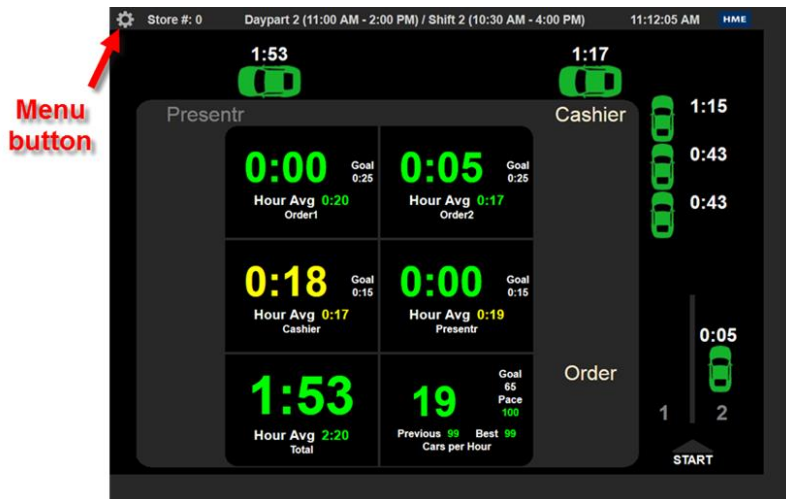 Store #: 0 Daypart 2 (11:00 AM - 2:00 PM) / Shift 2 (10:30 AM - 4:00 PM) 11:12:05 AM HME
1:53 1:17
Menu
button
Presentr Cashier
1:15
0:43
0:43
0:00 Goal
0:25
Hour Avg 0:20
Order1
0:05 Goal
0:25
Hour Avg 0:17
Order2
0:18 Goal
0:15
Hour Avg 0:17
Cashier
0:00 Goal
0:15
Hour Avg 0:19
Presentr
1:53
Hour Avg 2:20
Total
19
Goal
65
Pace
100
Previous 99 Best 99
Cars per Hour
Order
0:05
1 2
START